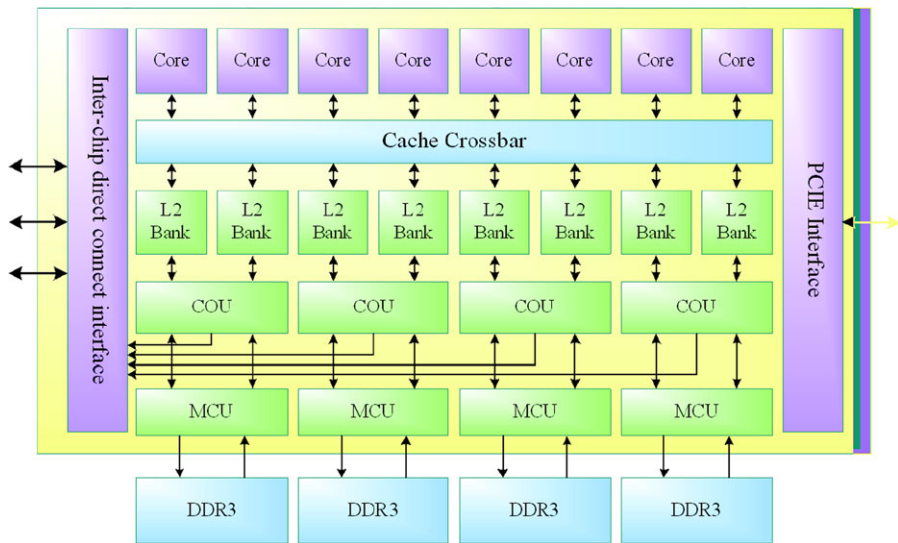 Inter-chip direct connect interface
Core
Core
Core
Core
Core
Core
Core
Core
PCIE Interface
Cache Crossbar
L2
Bank
L2
Bank
L2
Bank
L2
Bank
L2
Bank
L2
Bank
L2
Bank
L2
Bank
COU
COU
COU
COU
MCU
MCU
MCU
MCU
DDR3
DDR3
DDR3
DDR3